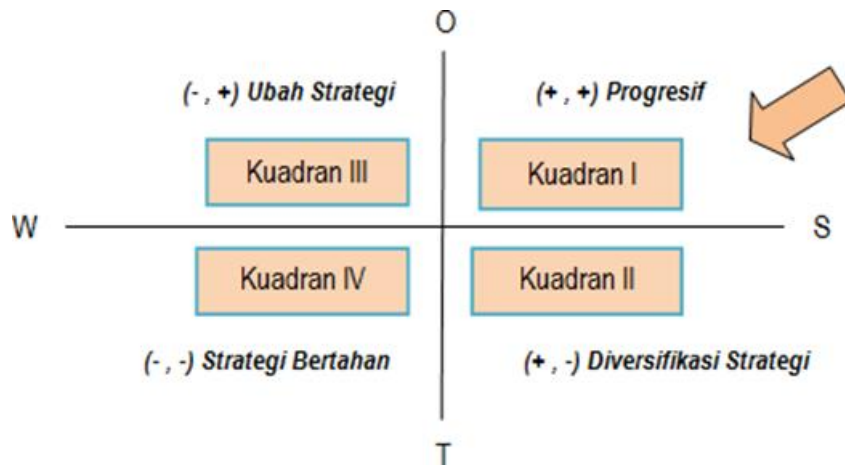 O
(- , +) Ubah Strategi
(+ , +) Progresif
Kuadran III
Kuadran I
W
S
Kuadran IV
Kuadran II
(- , -) Strategi Bertahan
(+ , -) Diversifikasi Strategi
T